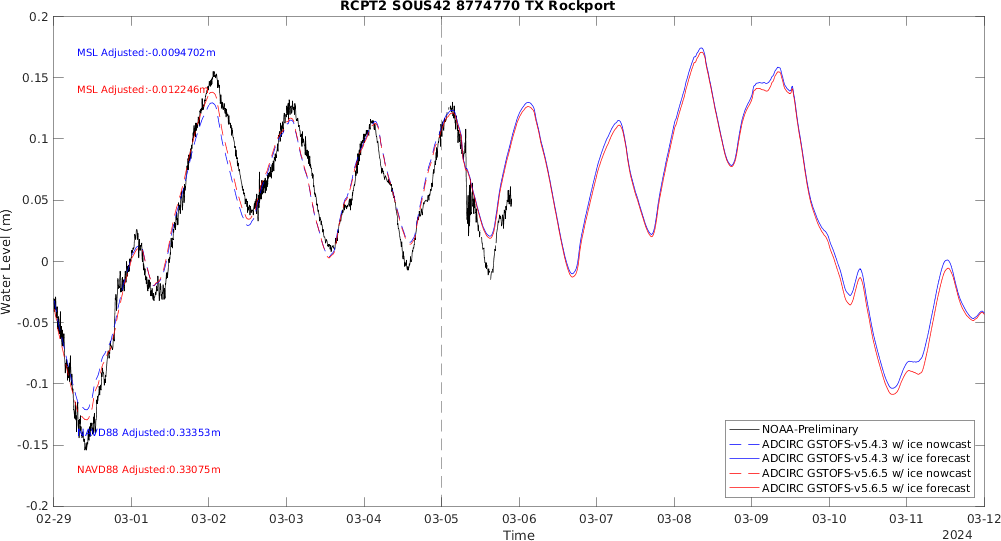 RCPT2 SOUS42 8774770 TX Rockport
0.2
0.15
0.1
0.05
0
-0.05
-0.1
-0.15
-0.2
Water Level (m)
MSL Adjusted:-0.0094702m
MSL Adjusted:-0.012246m
NAVD88 Adjusted:0.33353m
NAVD88 Adjusted:0.33075m
NOAA-Preliminary
ADCIRC GSTOFS-v5.4.3 w/ ice nowcast
ADCIRC GSTOFS-v5.4.3 w/ ice forecast
ADCIRC GSTOFS-v5.6.5 w/ ice nowcast
ADCIRC GSTOFS-v5.6.5 w/ ice forecast
02-29 03-01 03-02 03-03 03-04 03-05 03-06 03-07 03-08 03-09 03-10 03-11 03-12
Time
2024